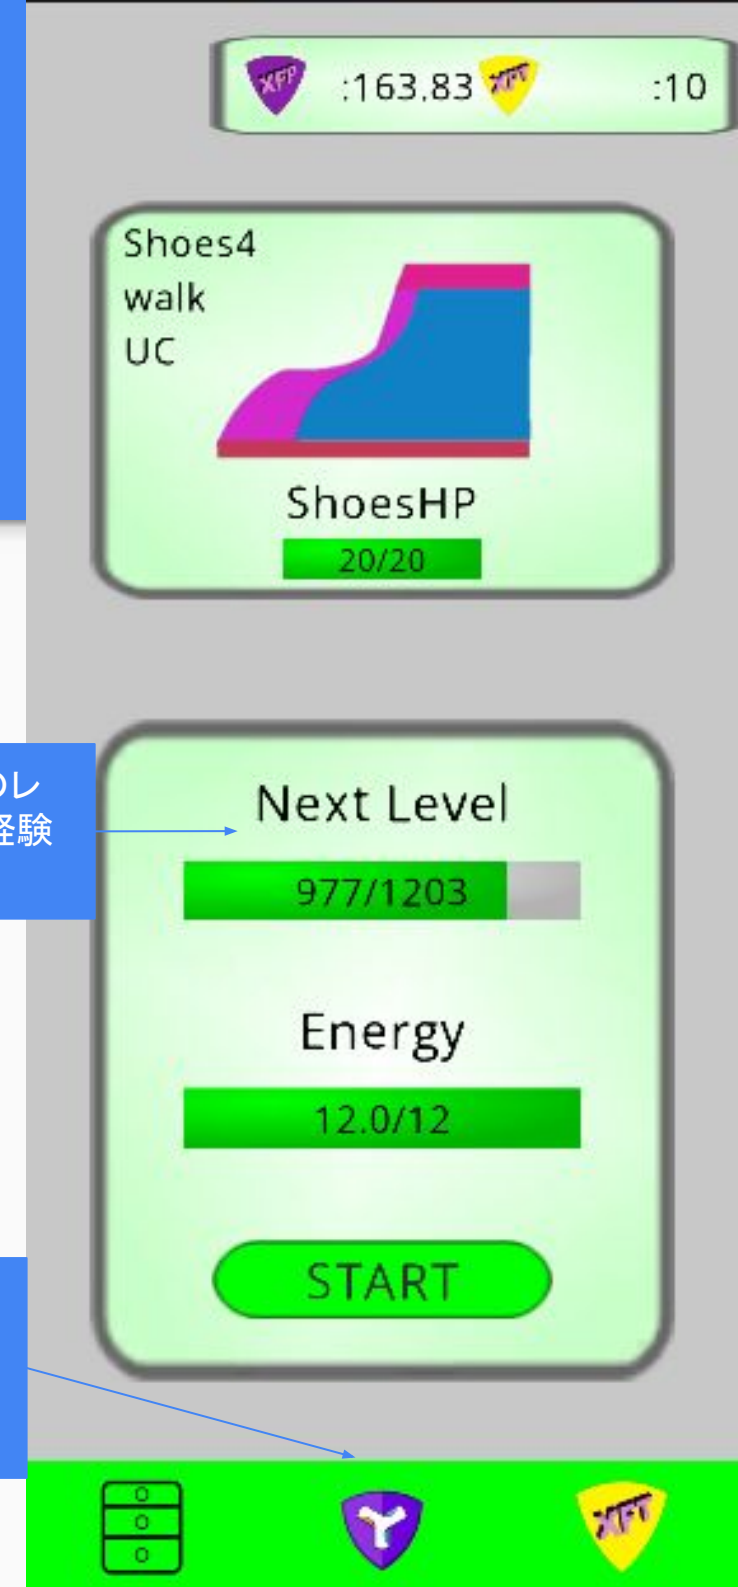 XFP :163.83 XFT :10
Shoes4
walk
UC
ShoesHP
20/20
のレ
経験
Next Level
977/1203
Energy
12.0/12
START
XFT